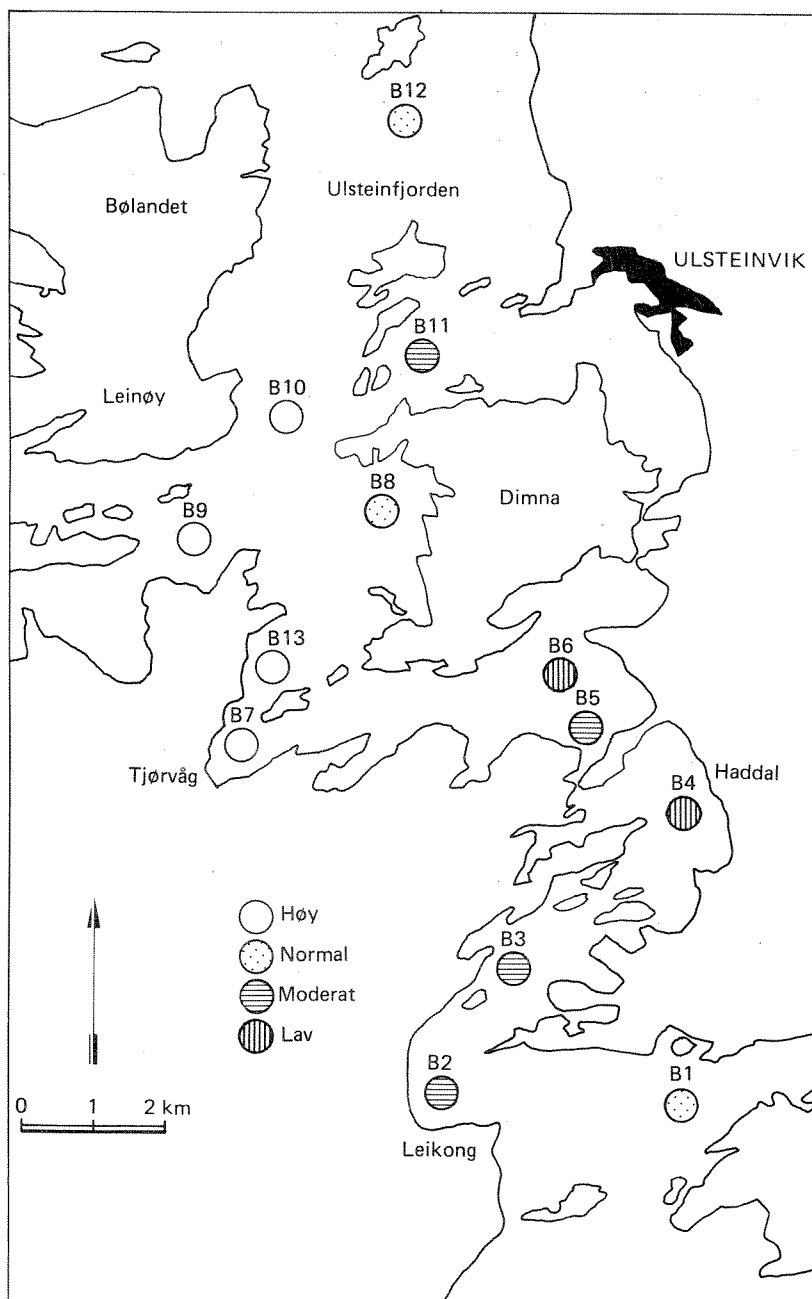 B12
Ulsteinfjorden
Bølandet
ULSTEINVIK
B11
B10
Leinøy
B8
Dimna
B9
B13
B6
B7
B5
Tjørvåg
Haddal
B4
Høy
Normal
B3
Moderat
Lav
B2
B1
0 1 2 km
Leikong